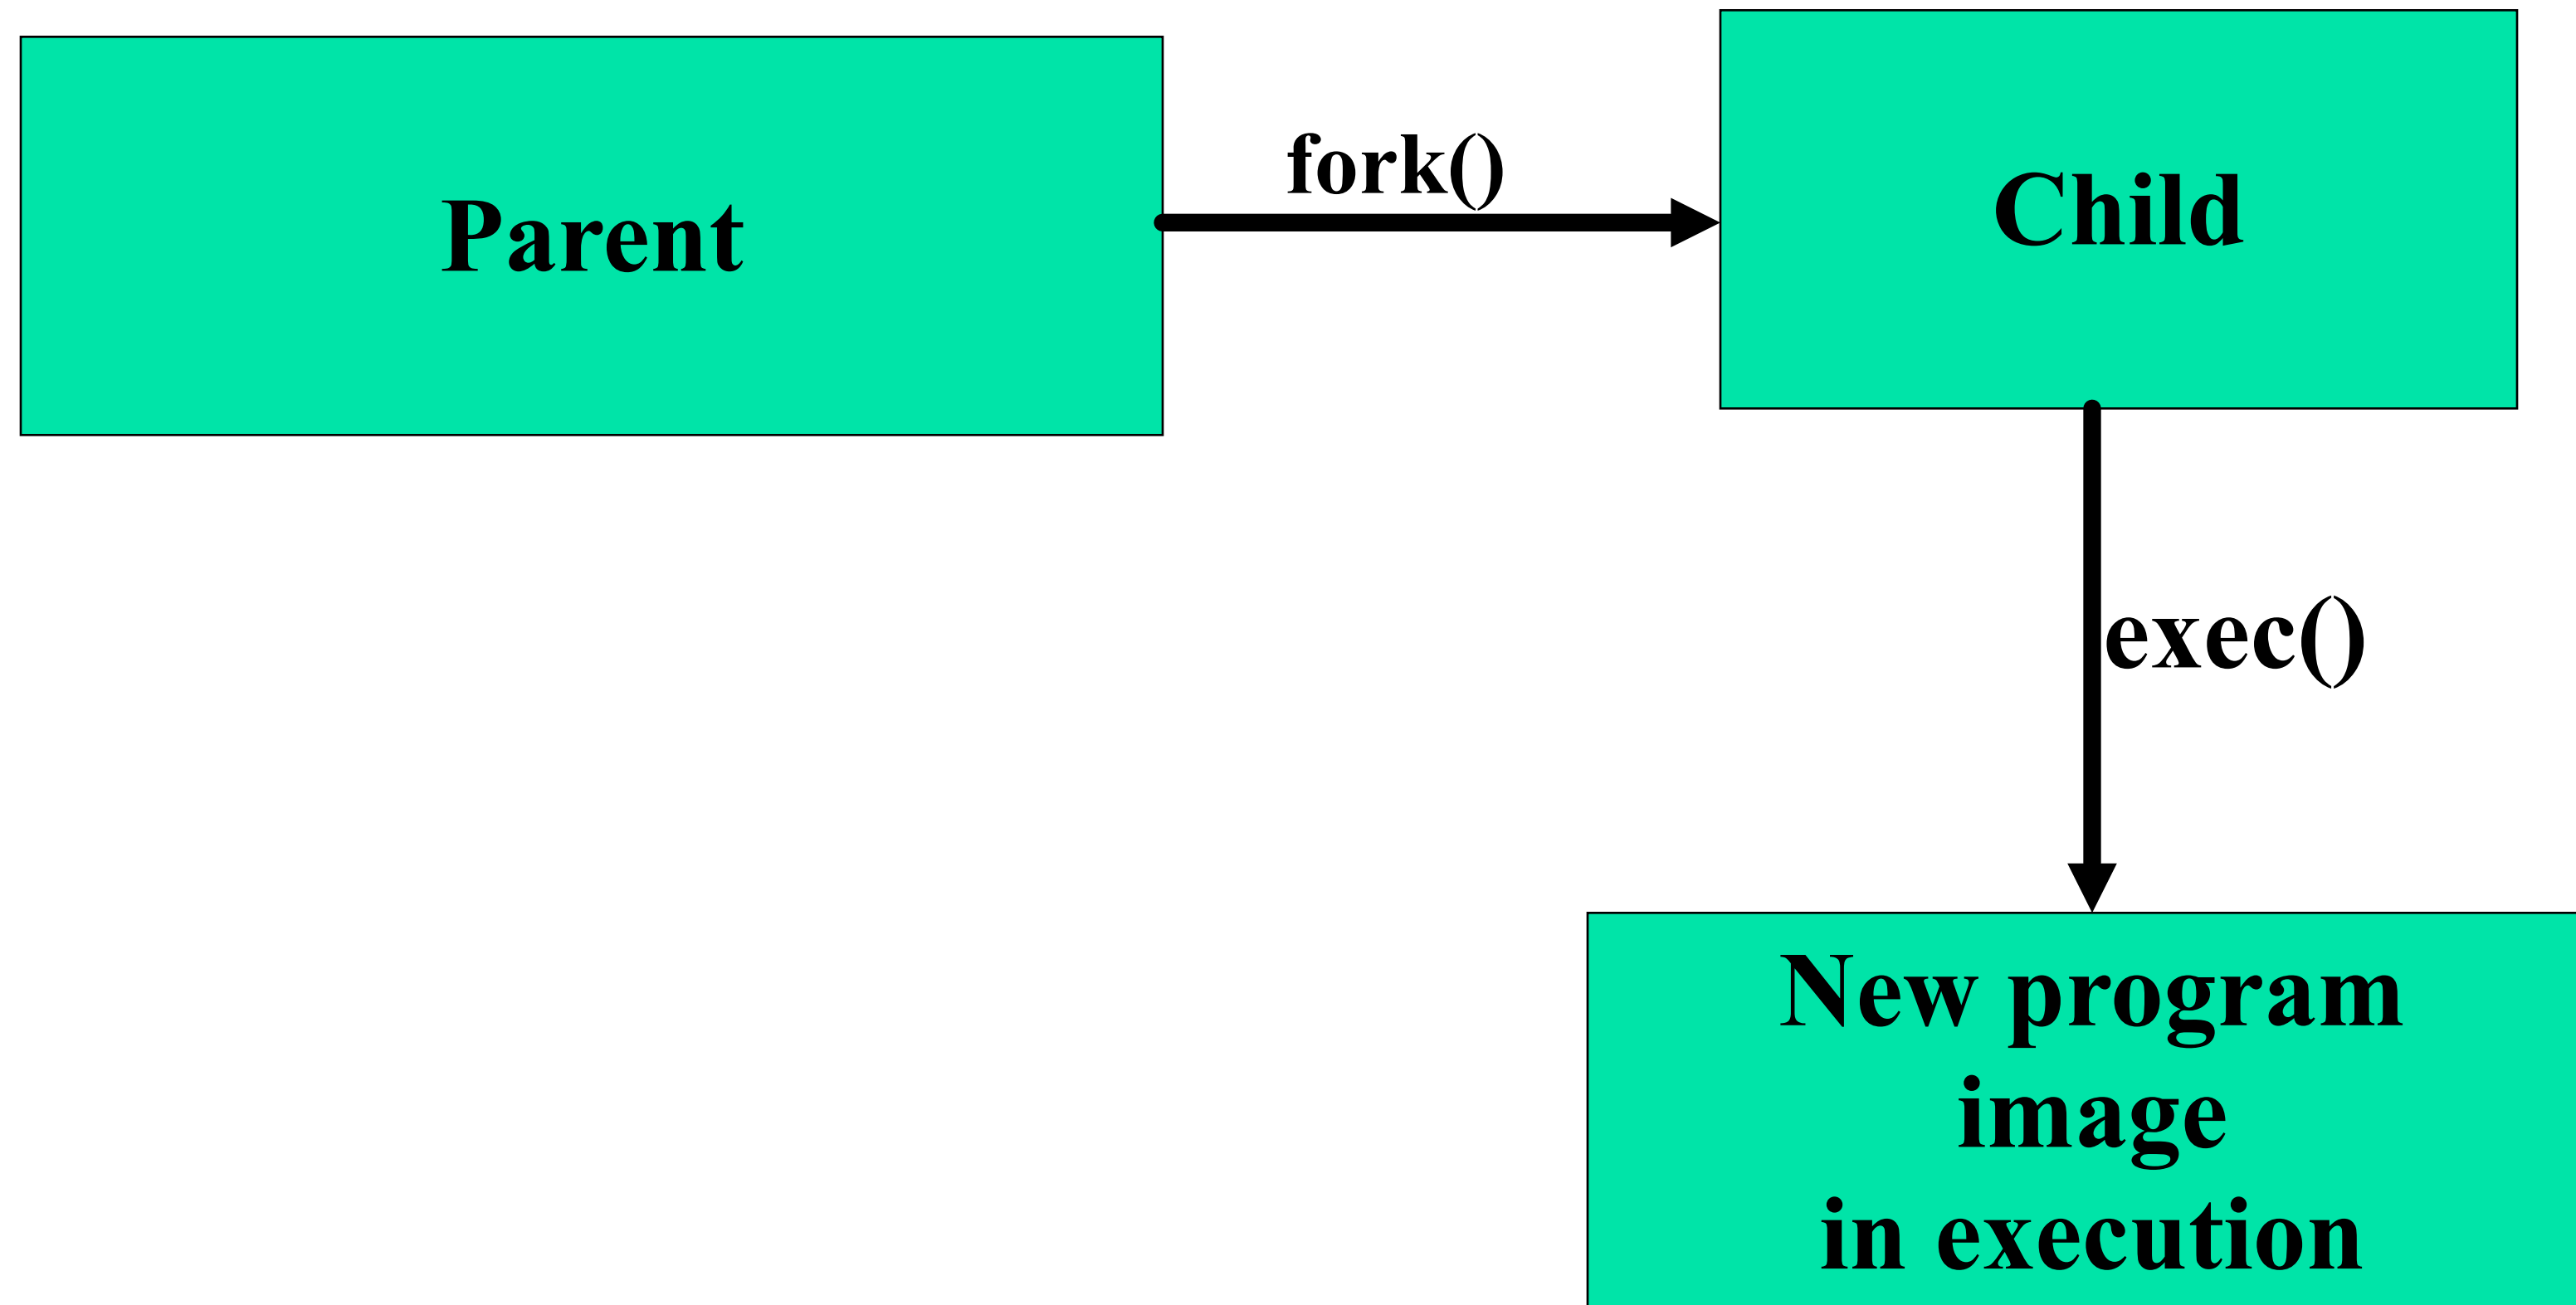 Parent
fork()
Child
exec()
New program
image
in execution